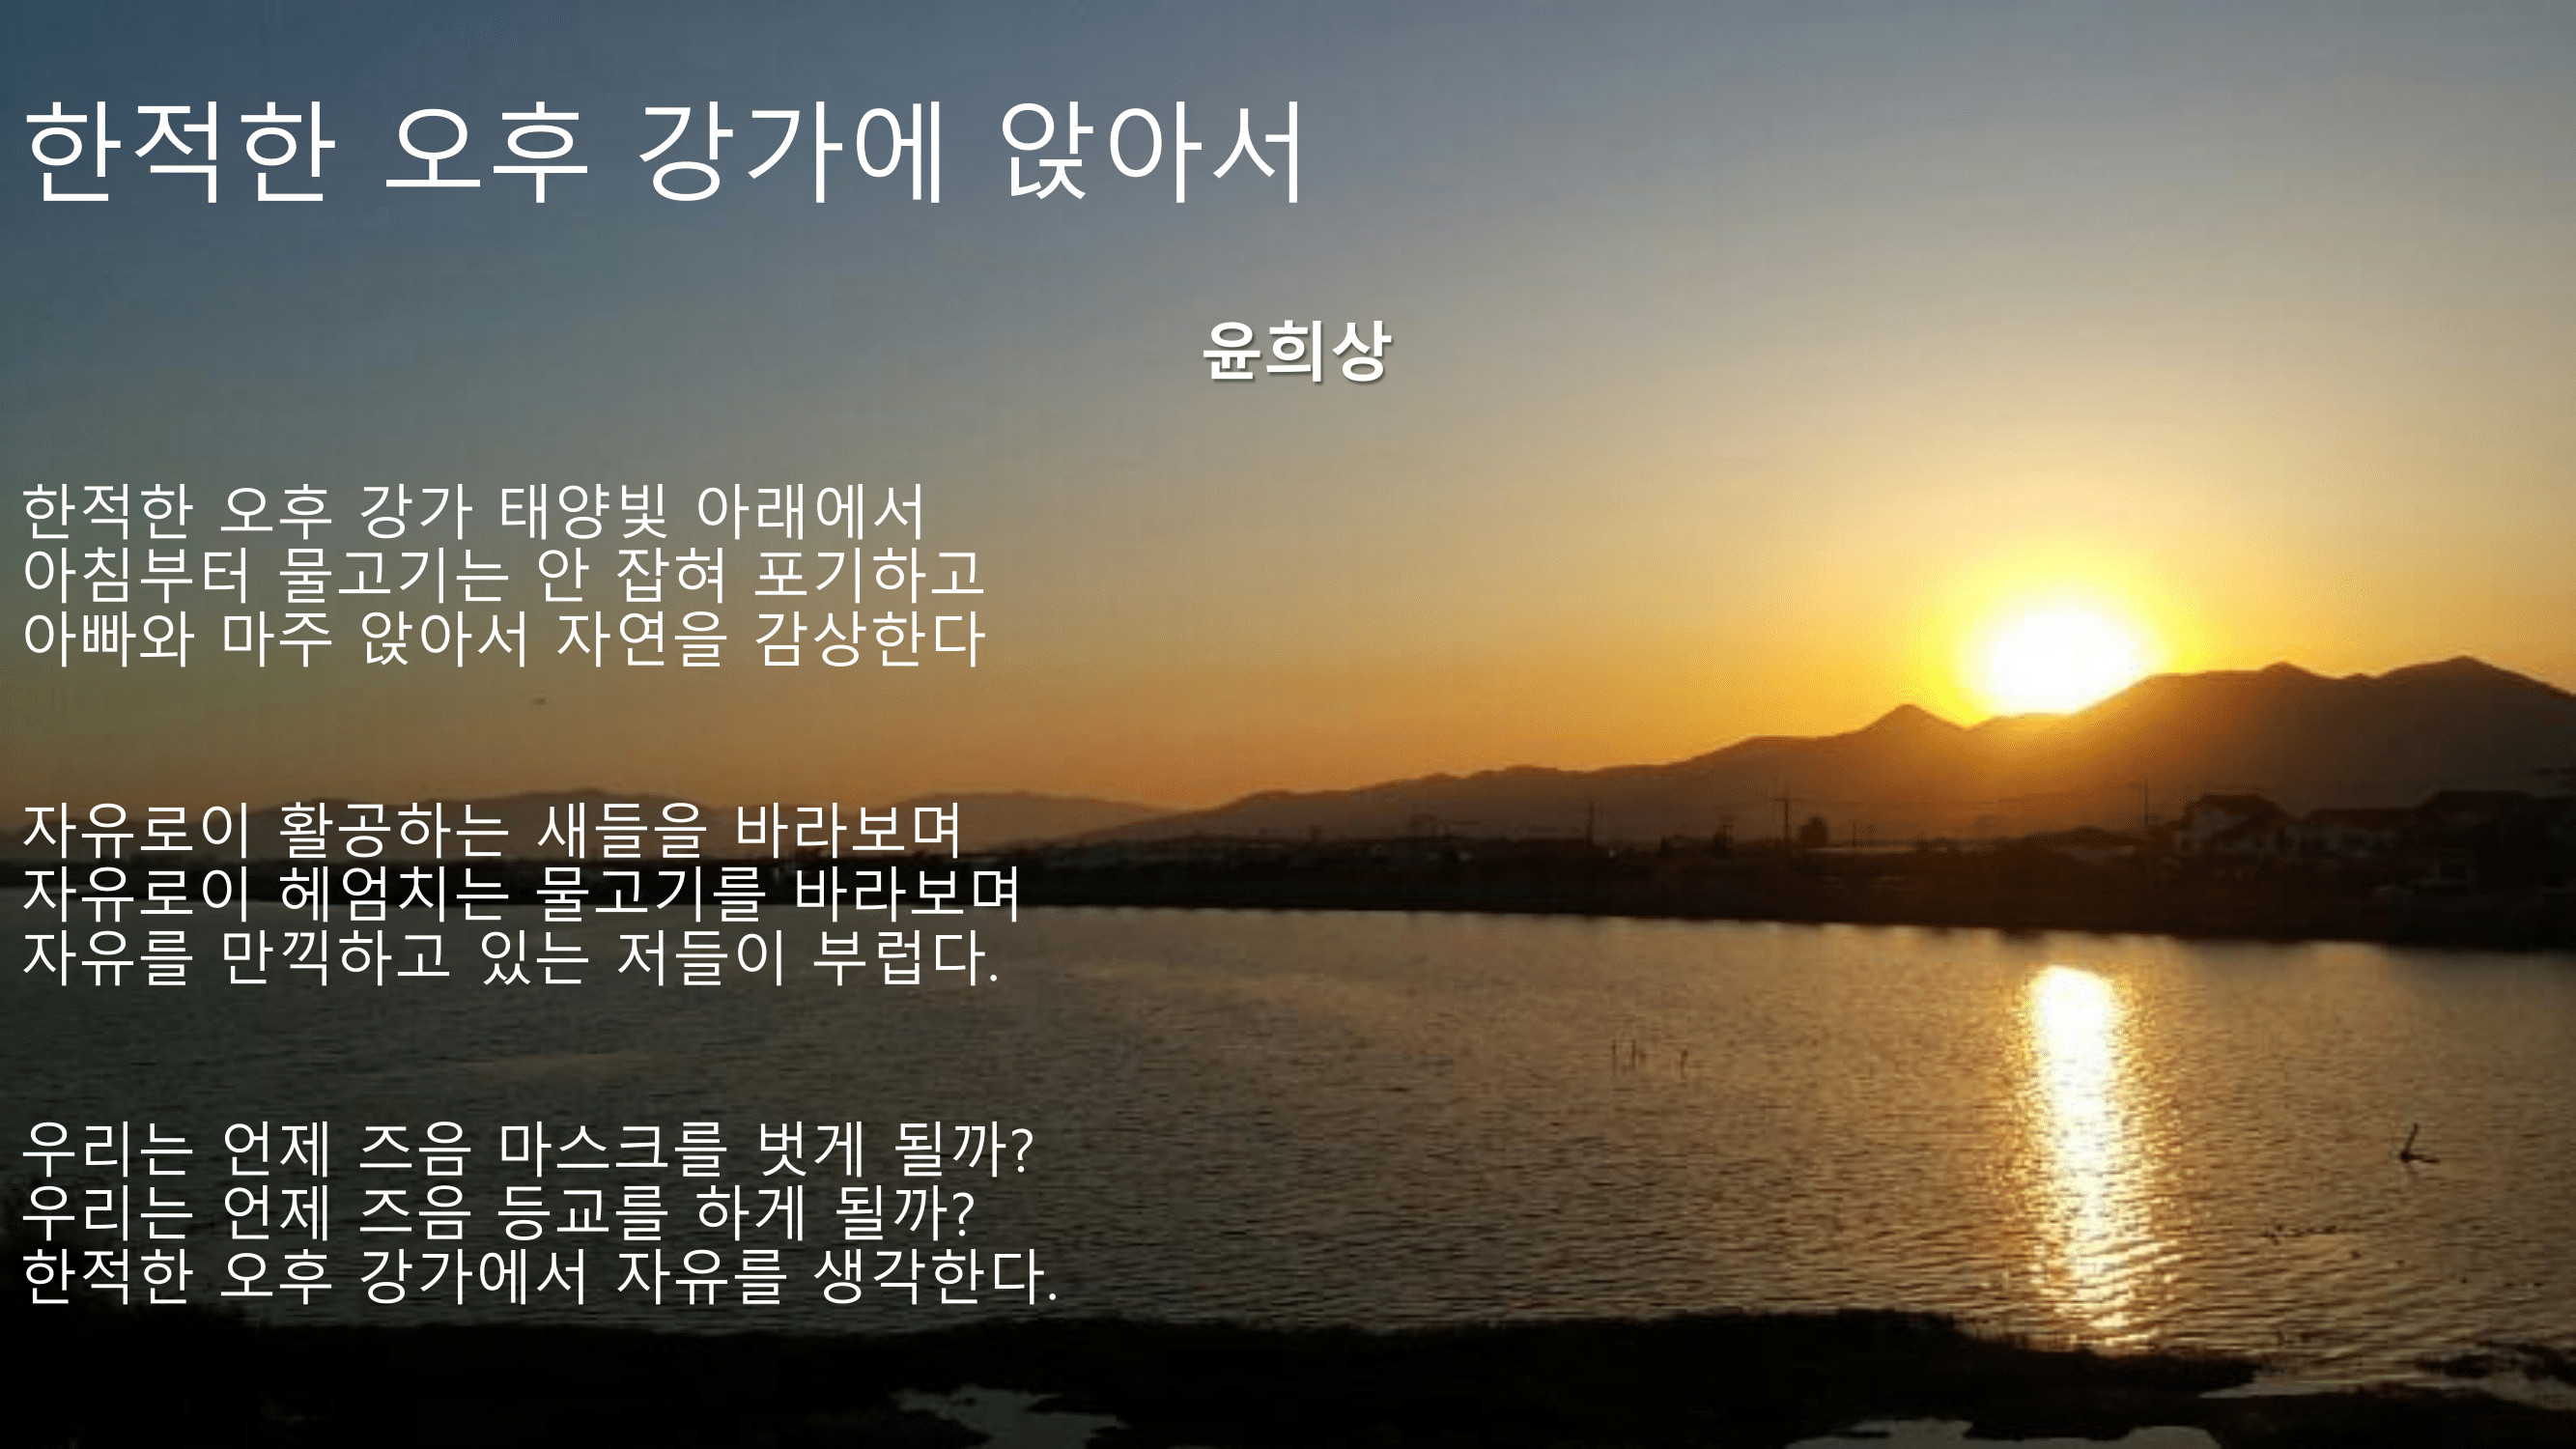 한적한 오후 강가에 앉아서
윤희상
한적한 오후 강가 태양빛 아래에서
아침부터 물고기는 안 잡혀 포기하고
아빠와 마주 앉아서 자연을 감상한다
자유로이 활공하는 새들을 바라보며
자유로이 헤엄치는 물고기를 바라보며
자유를 만끽하고 있는 저들이 부럽다.
우리는 언제 즈음 마스크를 벗게 될까?
우리는 언제 즈음 등교를 하게 될까?
한적한 오후 강가에서 자유를 생각한다.